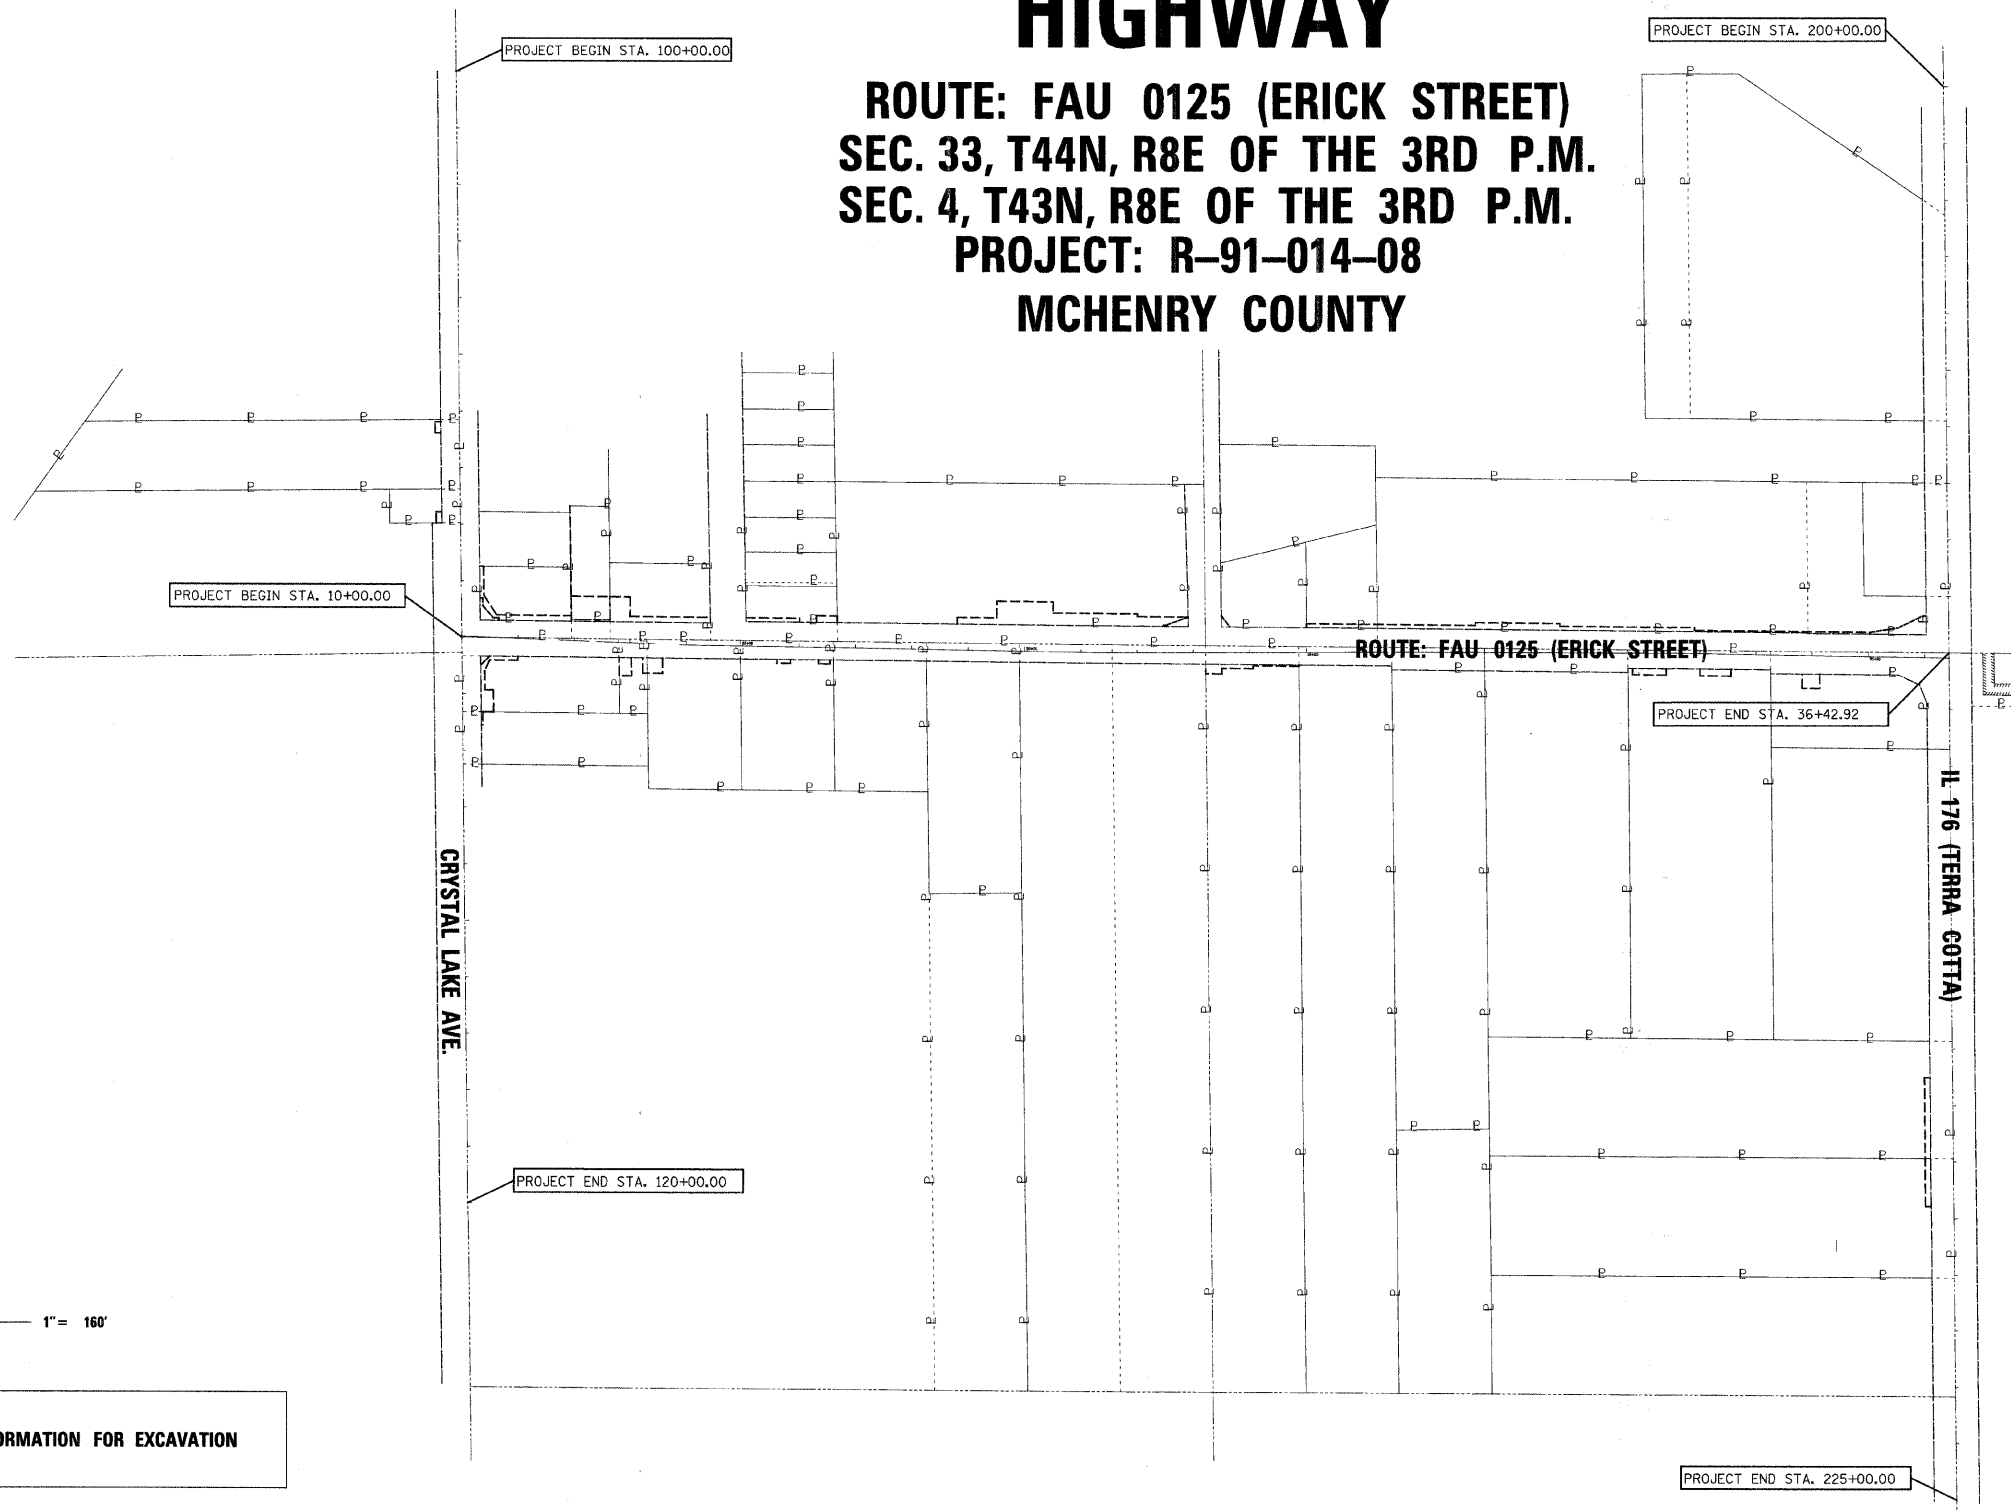 HIGHWAY
ROUTE: FAU 0125 (ERICK STREET)
SEC. 33, T44N, R8E OF THE 3RD P.M.
SEC. 4, T43N, R8E OF THE 3RD P.M.
PROJECT: R–91–014–08
MCHENRY COUNTY
PROJECT BEGIN STA. 100+00.00
PROJECT BEGIN STA. 200+00.00
PROJECT BEGIN STA. 10+00.00
ROUTE: FAU 0125 (ERICK STREET)
PROJECT END STA. 36+42.92
CRYSTAL LAKE AVE.
IL 176 (TERRA COTTA)
PROJECT END STA. 120+00.00
1"= 160'
FOR EXCAVATION
PROJECT END STA. 225+00.00